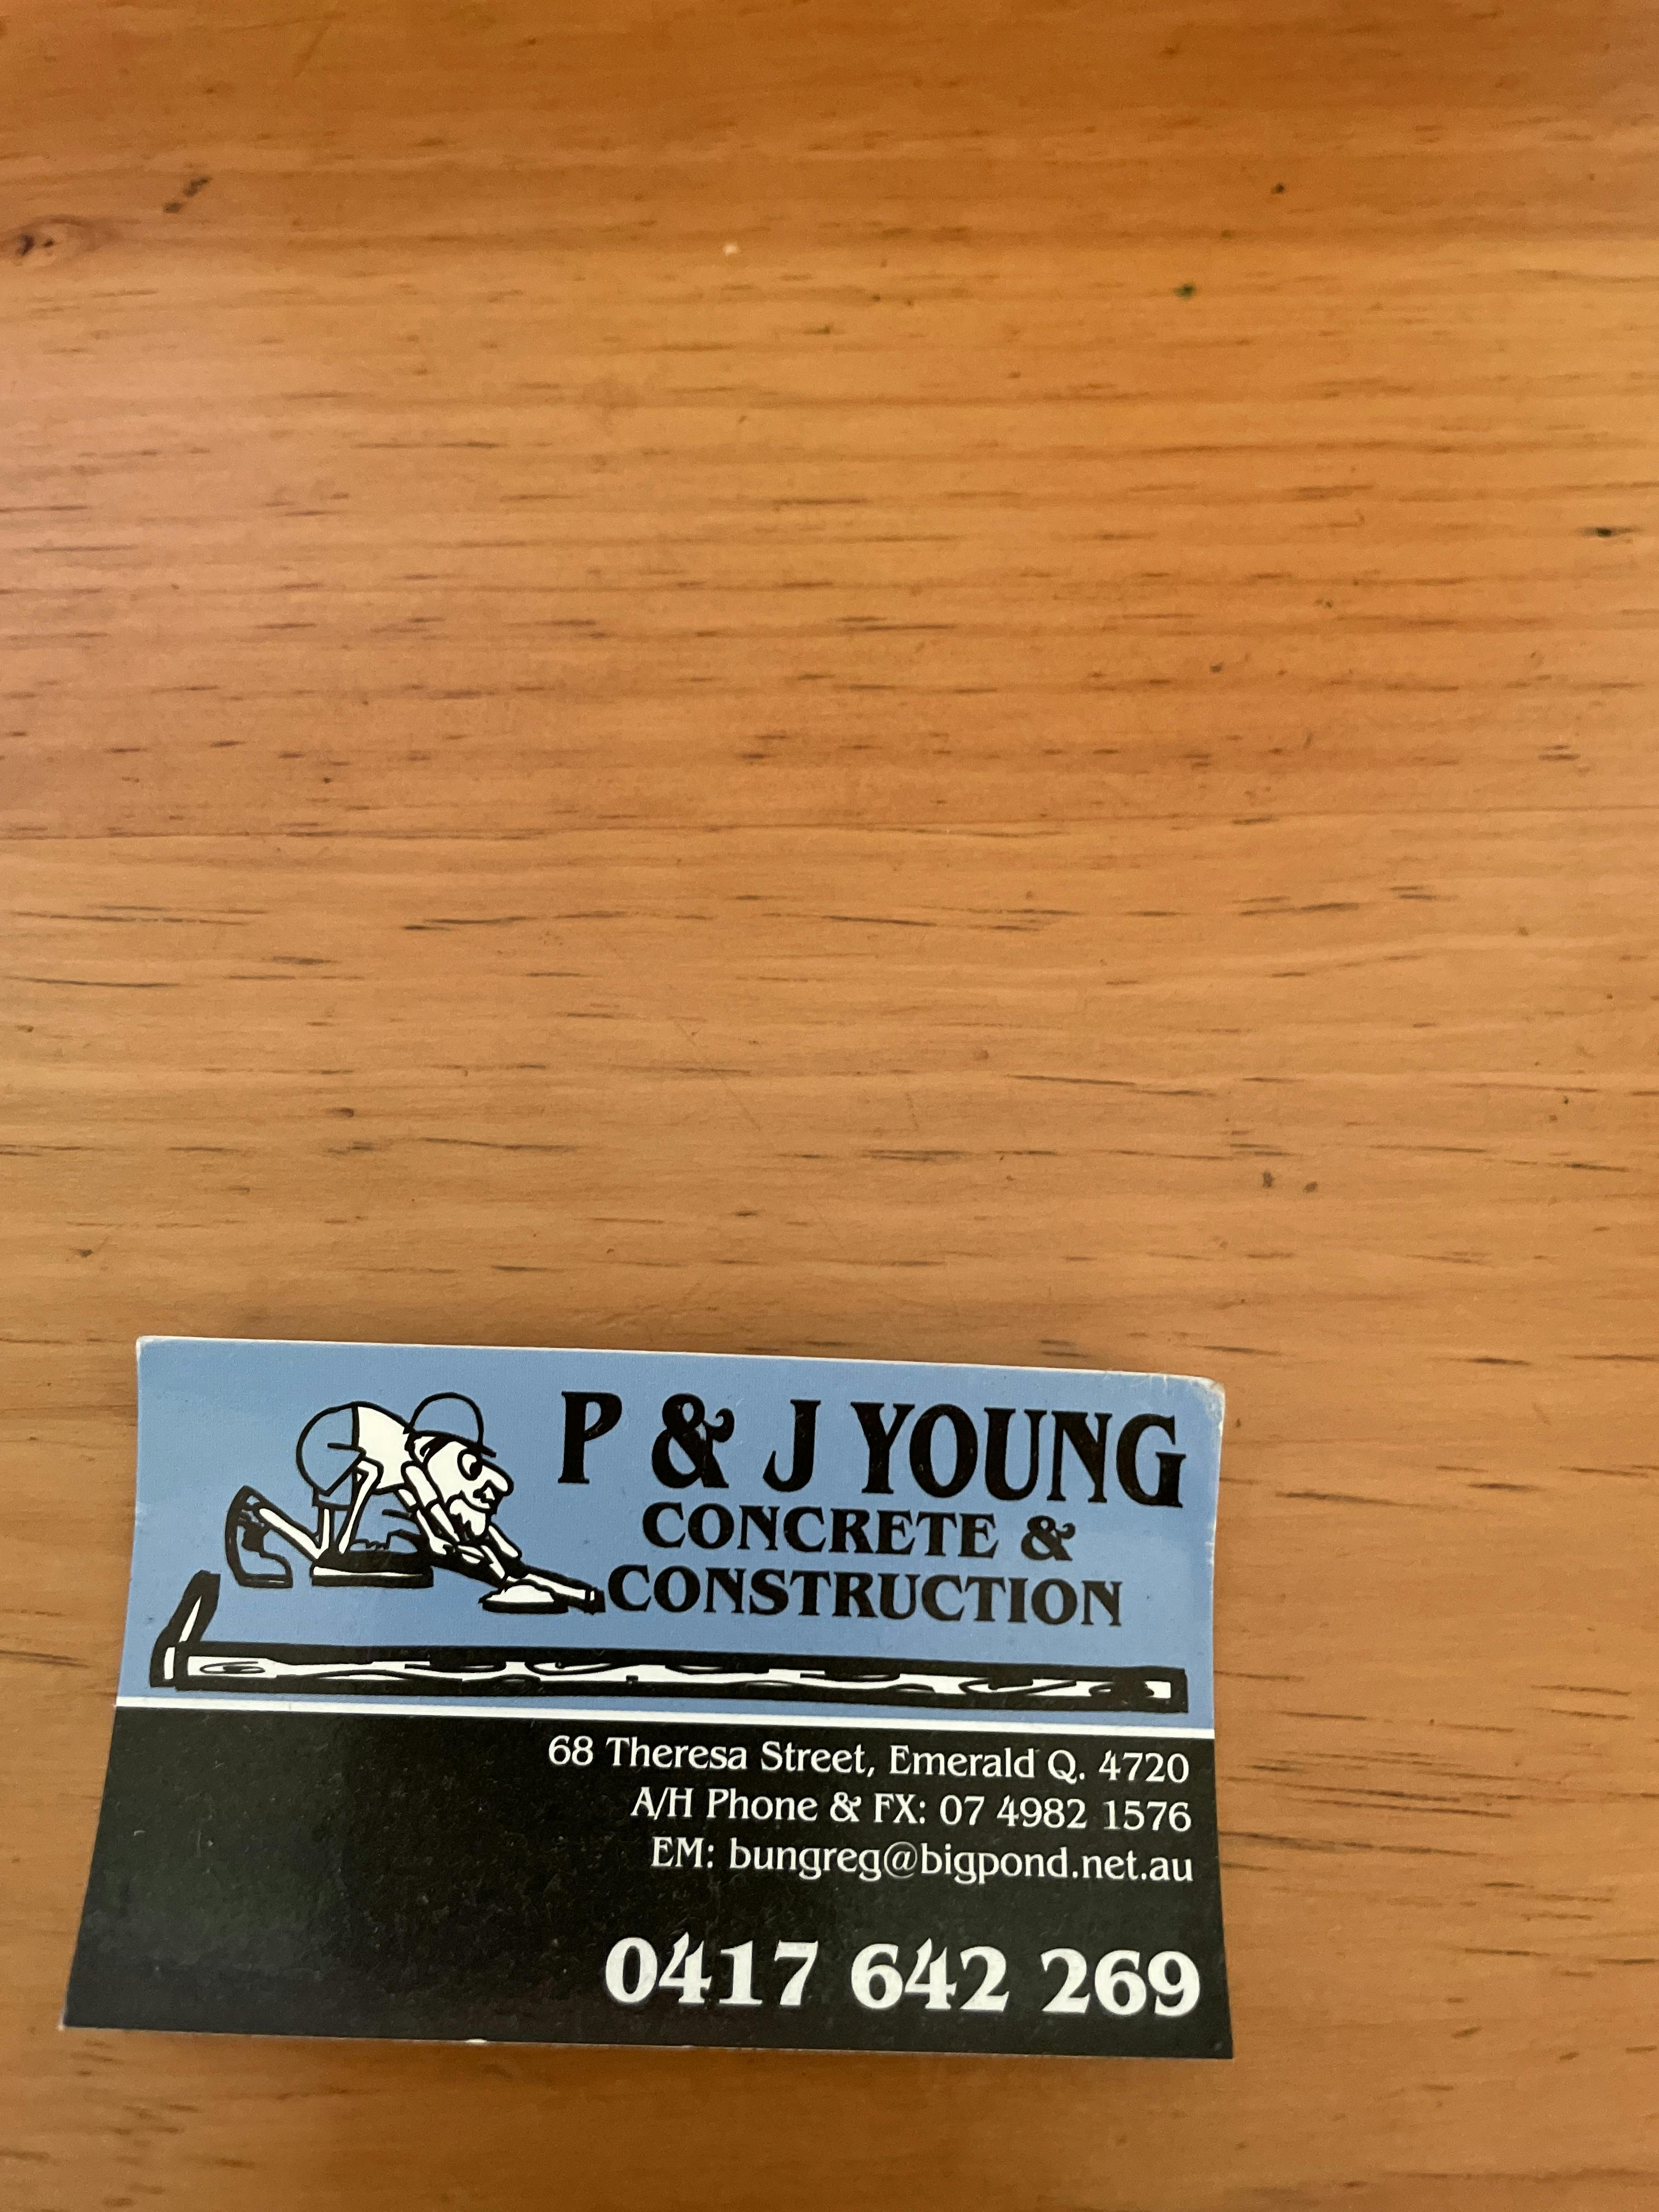 P & J YOUNG
CONCRETE &
CONSTRUCTION
68 Theresa Street, Emerald Q. 4720
A/H Phone & FX: 07 4982 1576
EM: bungreg@bigpond.net.au
0417 642 269